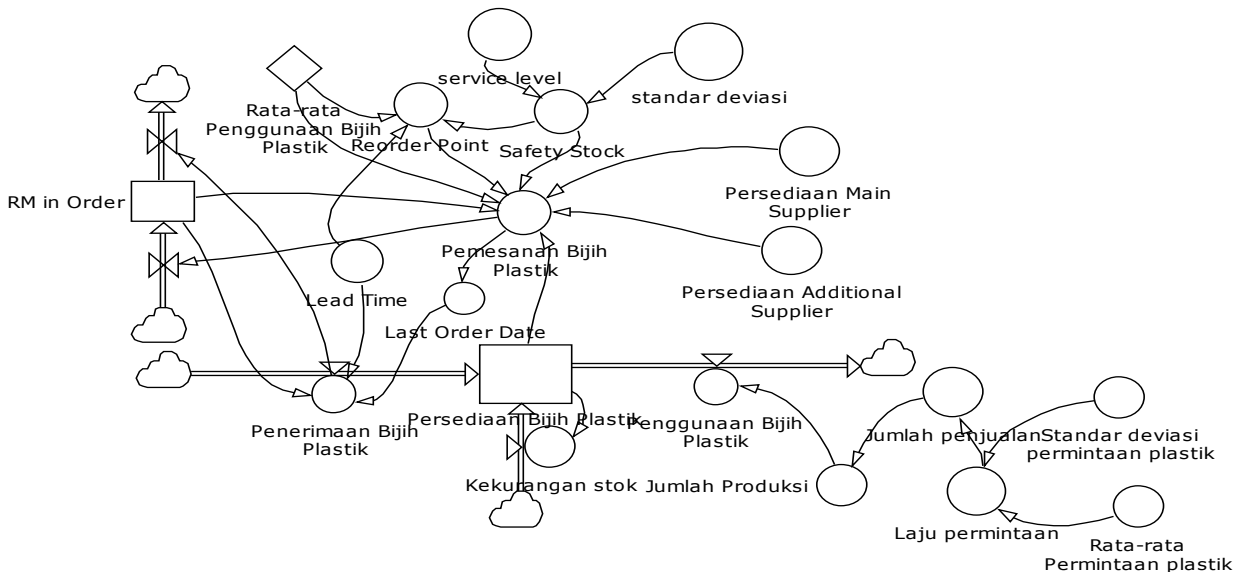 service level
standar deviasi
Rata-rata
Penggunaan Bijih
Plastik
Reorder Point
Safety Stock
Persediaan Main
Supplier
RM in Order
Pemesanan Bijih
Plastik
Persediaan Additional
Supplier
Lead Time
Last Order Date
Penerimaan Bijih
Plastik
Persediaan Bijih Plastik
Penggunaan Bijih
Plastik
Jumlah penjualan
Standar deviasi
permintaan plastik
Kekurangan stok
Jumlah Produksi
Laju permintaan
Rata-rata
Permintaan plastik